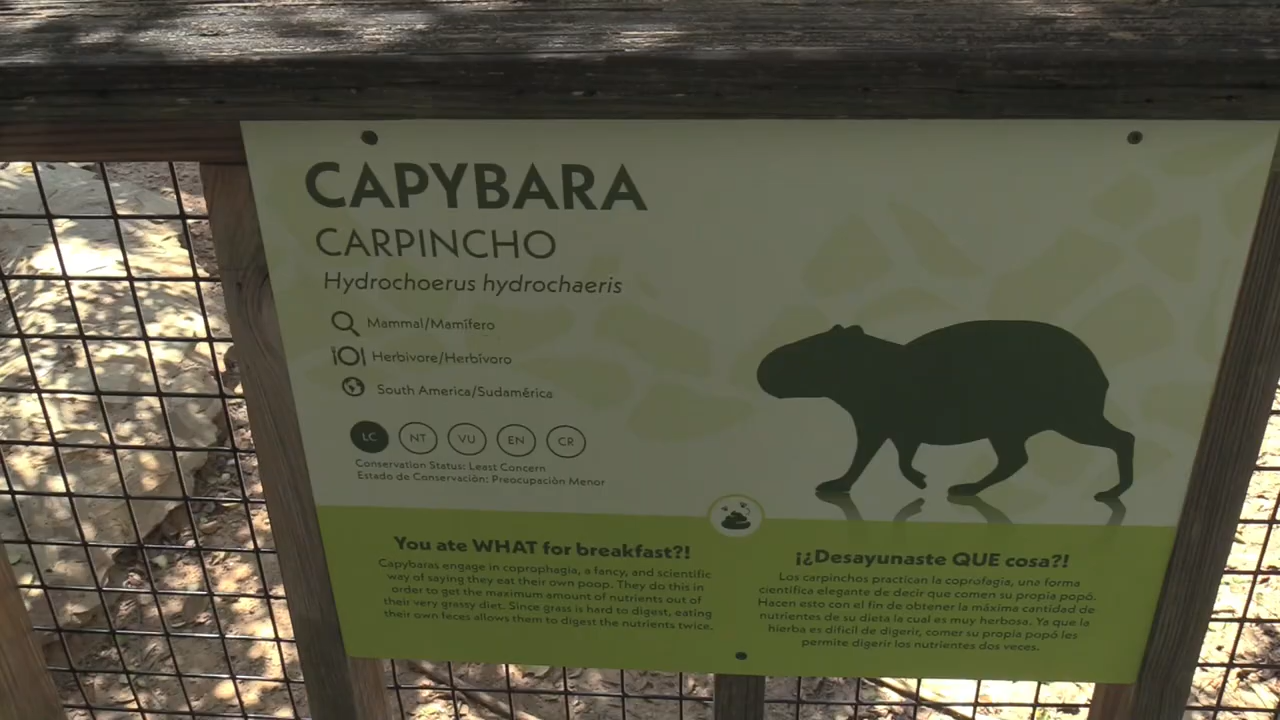 CAPYBARA
CARPINCHO
Hydrochoerus hydrochaeris
Mammal/Mamífero
Herbivore/Herbívoro
South America/Sudamérica
LC NT VU EN CR
Conservation Status: Least Concern
Estado de Conservación: Preocupación Menor
You ate WHAT for breakfast?!
Capybaras engage in coprophagia, a fancy, and scientific
way of saying they eat their own poop. They do this in
order to get the maximum amount of nutrients out of
their very grassy diet. Since grass is hard to digest, eating
their own feces allows them to digest the nutrients twice.
¡¿Desayunaste QUE cosa?!
Los carpinchos practican la coprofagia, una forma
científica elegante de decir que comen su propia popó.
Hacen esto con el fin de obtener la máxima cantidad de
nutrientes de su dieta la cual es muy herbosa. Ya que la
hierba es difícil de digerir, comer su propia popó les
permite digerir los nutrientes dos veces.